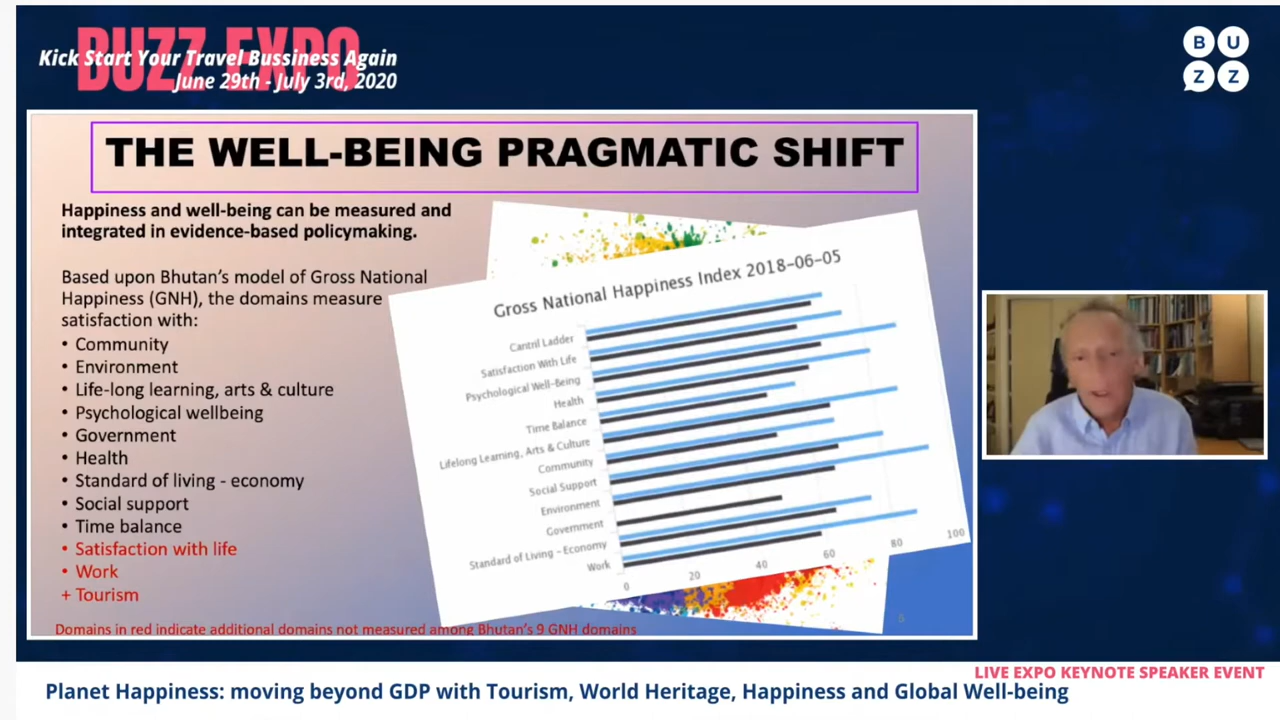 BUZZ EXPO
Kick Start Your Travel Bussiness Again
June 29th - July 3rd, 2020
B U
Z Z
THE WELL-BEING PRAGMATIC SHIFT
Happiness and well-being can be measured and
integrated in evidence-based policymaking.
Based upon Bhutan's model of Gross National
Happiness (GNH), the domains measure
satisfaction with:
• Community
• Environment
• Life-long learning, arts & culture
• Psychological wellbeing
• Government
• Health
• Standard of living - economy
• Social support
• Time balance
• Satisfaction with life
• Work
+ Tourism
Domains in red indicate additional domains not measured among Bhutan's 9 GNH domains
Gross National Happiness Index 2018-06-05
Cantril Ladder
Satisfaction With Life
Psychological Well-Being
Health
Time Balance
Lifelong Learning, Arts & Culture
Community
Social Support
Environment
Government
Standard of Living - Economy
Work
0 20 40 60 80 100
5
LIVE EXPO KEYNOTE SPEAKER EVENT
Planet Happiness: moving beyond GDP with Tourism, World Heritage, Happiness and Global Well-being